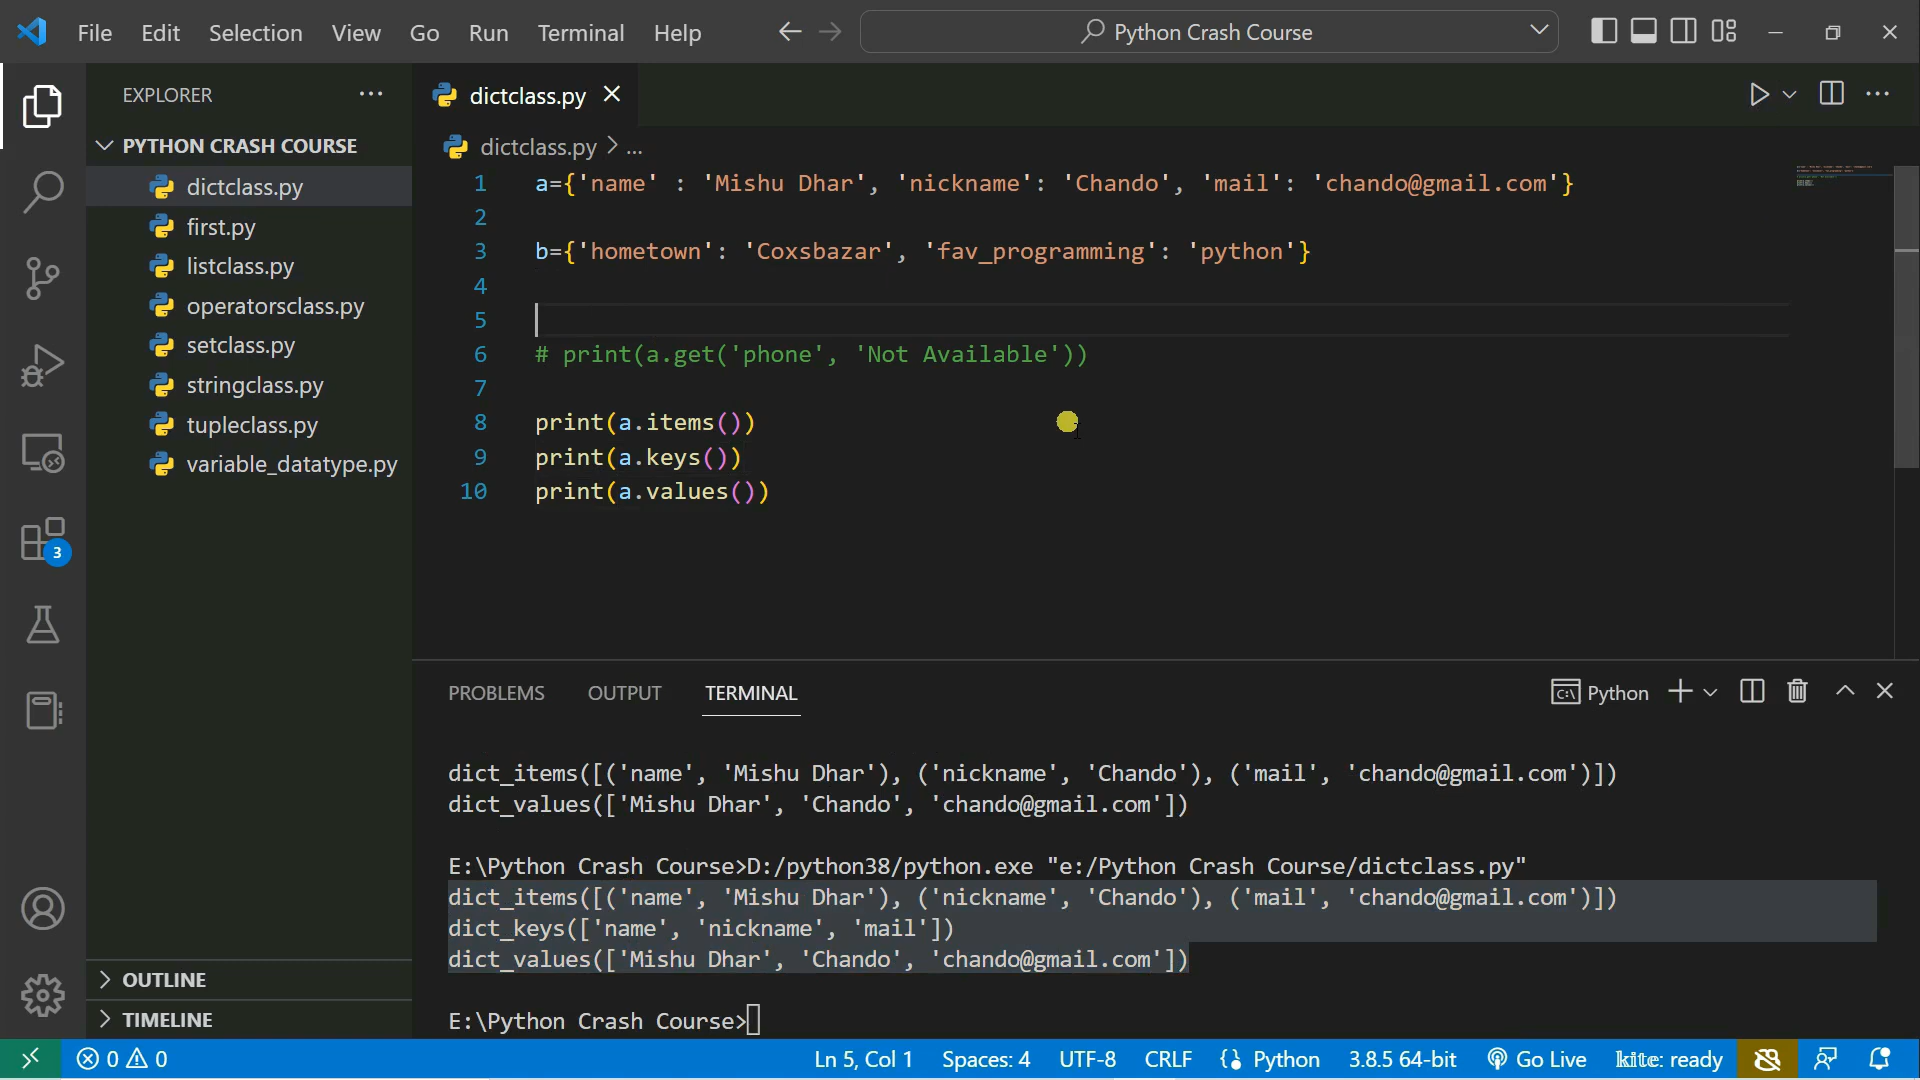 File Edit Selection View Go Run Terminal Help
Python Crash Course
EXPLORER
PYTHON CRASH COURSE
dictclass.py
first.py
listclass.py
operatorsclass.py
setclass.py
stringclass.py
tupleclass.py
variable_datatype.py
3
OUTLINE
TIMELINE
dictclass.py
dictclass.py > ...
1 a={'name' : 'Mishu Dhar', 'nickname': 'Chando', 'mail': 'chando@gmail.com'}
2
3 b={'hometown': 'Coxsbazar', 'fav_programming': 'python'}
4
5
6 # print(a.get('phone', 'Not Available'))
7
8 print(a.items())
9 print(a.keys())
10 print(a.values())
PROBLEMS OUTPUT TERMINAL
Python
dict_items([('name', 'Mishu Dhar'), ('nickname', 'Chando'), ('mail', 'chando@gmail.com')])
dict_values(['Mishu Dhar', 'Chando', 'chando@gmail.com'])
E:\Python Crash Course>D:/python38/python.exe "e:/Python Crash Course/dictclass.py"
dict_items([('name', 'Mishu Dhar'), ('nickname', 'Chando'), ('mail', 'chando@gmail.com')])
dict_keys(['name', 'nickname', 'mail'])
dict_values(['Mishu Dhar', 'Chando', 'chando@gmail.com'])
E:\Python Crash Course>
0 0 Ln 5, Col 1 Spaces: 4 UTF-8 CRLF Python 3.8.5 64-bit Go Live kite: ready